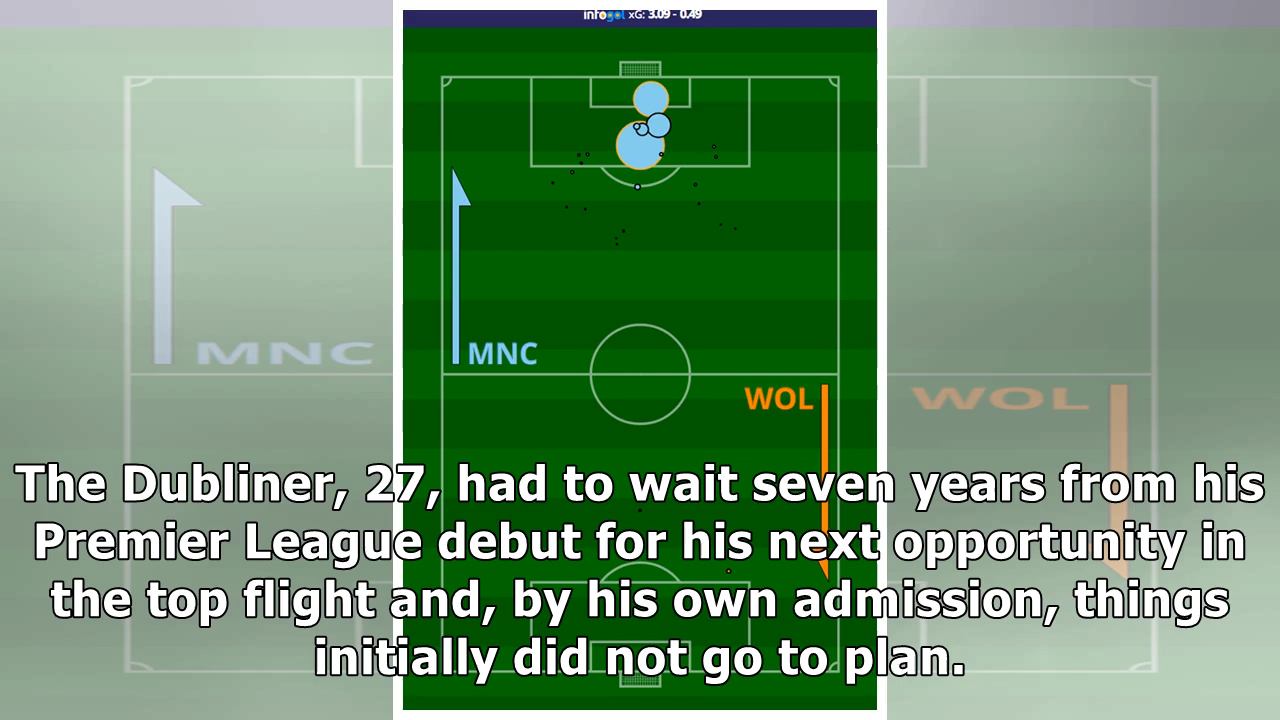 infogol xG: 3.09 - 0.49
MNC
MNC
WOL
WOL
The Dubliner, 27, had to wait seven years from his
Premier League debut for his next opportunity in
the top flight and, by his own admission, things
initially did not go to plan.